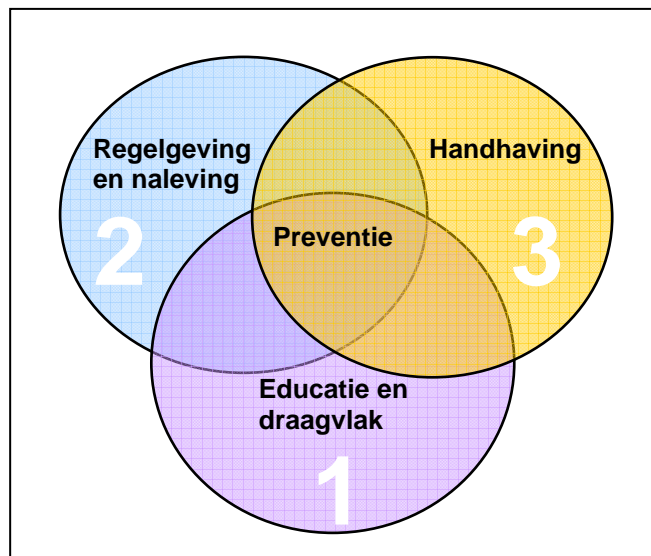 Regelgeving
en naleving
2
Handhaving
3
Preventie
Educatie en
draagvlak
1